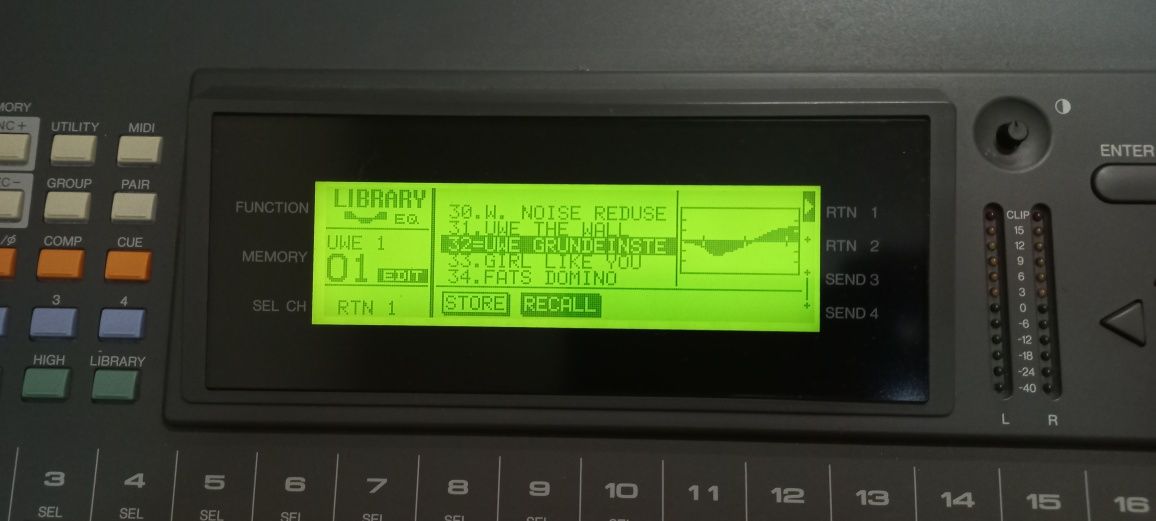 MORY
NC+
UTILITY
MIDI
GROUP
PAIR
COMP
CUE
3
4
HIGH
LIBRARY
FUNCTION
MEMORY
SEL CH
LIBRARY
EQ
UWE 1
01 EDIT
RTN 1
30.W. NOISE REDUSE
31.UWE THE WALL
32=UWE GRUNDEINSTE
33.GIRL LIKE YOU
34.FATS DOMINO
STORE RECALL
RTN 1
RTN 2
SEND 3
SEND 4
ENTER
CLIP
15
12
9
6
3
0
-6
-12
-18
-24
-40
L R
3 4 5 6 7 8 9 10 11 12 13 14 15 16
SEL SEL SEL SEL SEL SEL SEL SEL